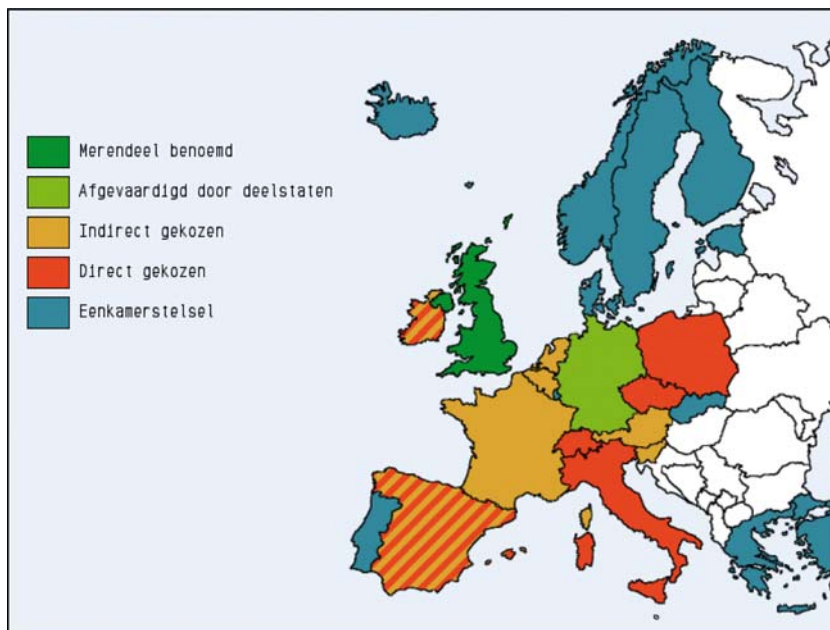 Merendeel benoemd
Afgevaardigd door deelstaten
Indirect gekozen
Direct gekozen
Eenkamerstelsel